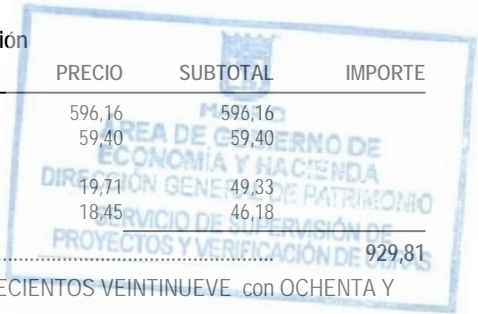 ión
PRECIO SUBTOTAL IMPORTE
596,16 596,16
59,40 59,40
19,71 49,33
18,45 46,18
929,81
ECIENTOS VEINTINUEVE con OCHENTA Y
MADRID
ÁREA DE GOBIERNO DE
ECONOMÍA Y HACIENDA
DIRECCIÓN GENERAL DE PATRIMONIO
SERVICIO DE SUPERVISIÓN DE
PROYECTOS Y VERIFICACIÓN DE OBRAS